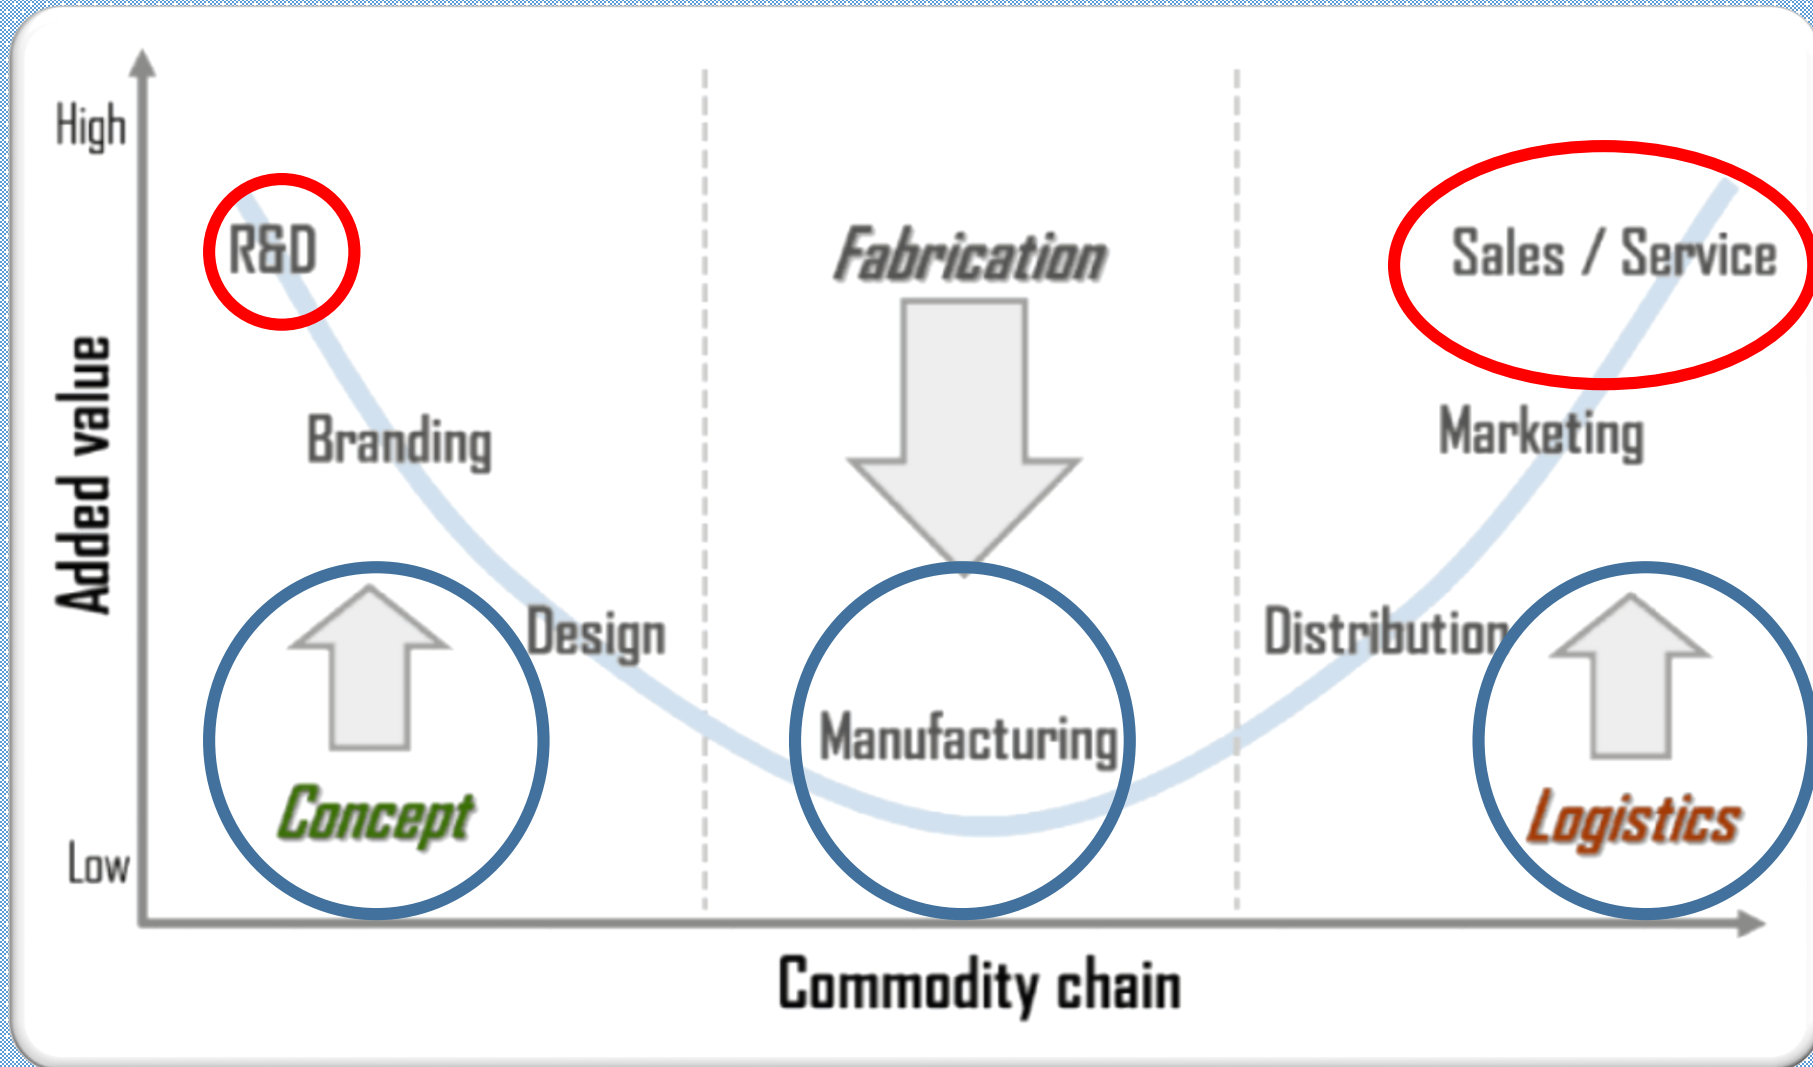 High
R&D
Fabrication
Sales / Service
Branding
Marketing
Added value
Design
Distribution
Manufacturing
Concept
Logistics
Low
Commodity chain